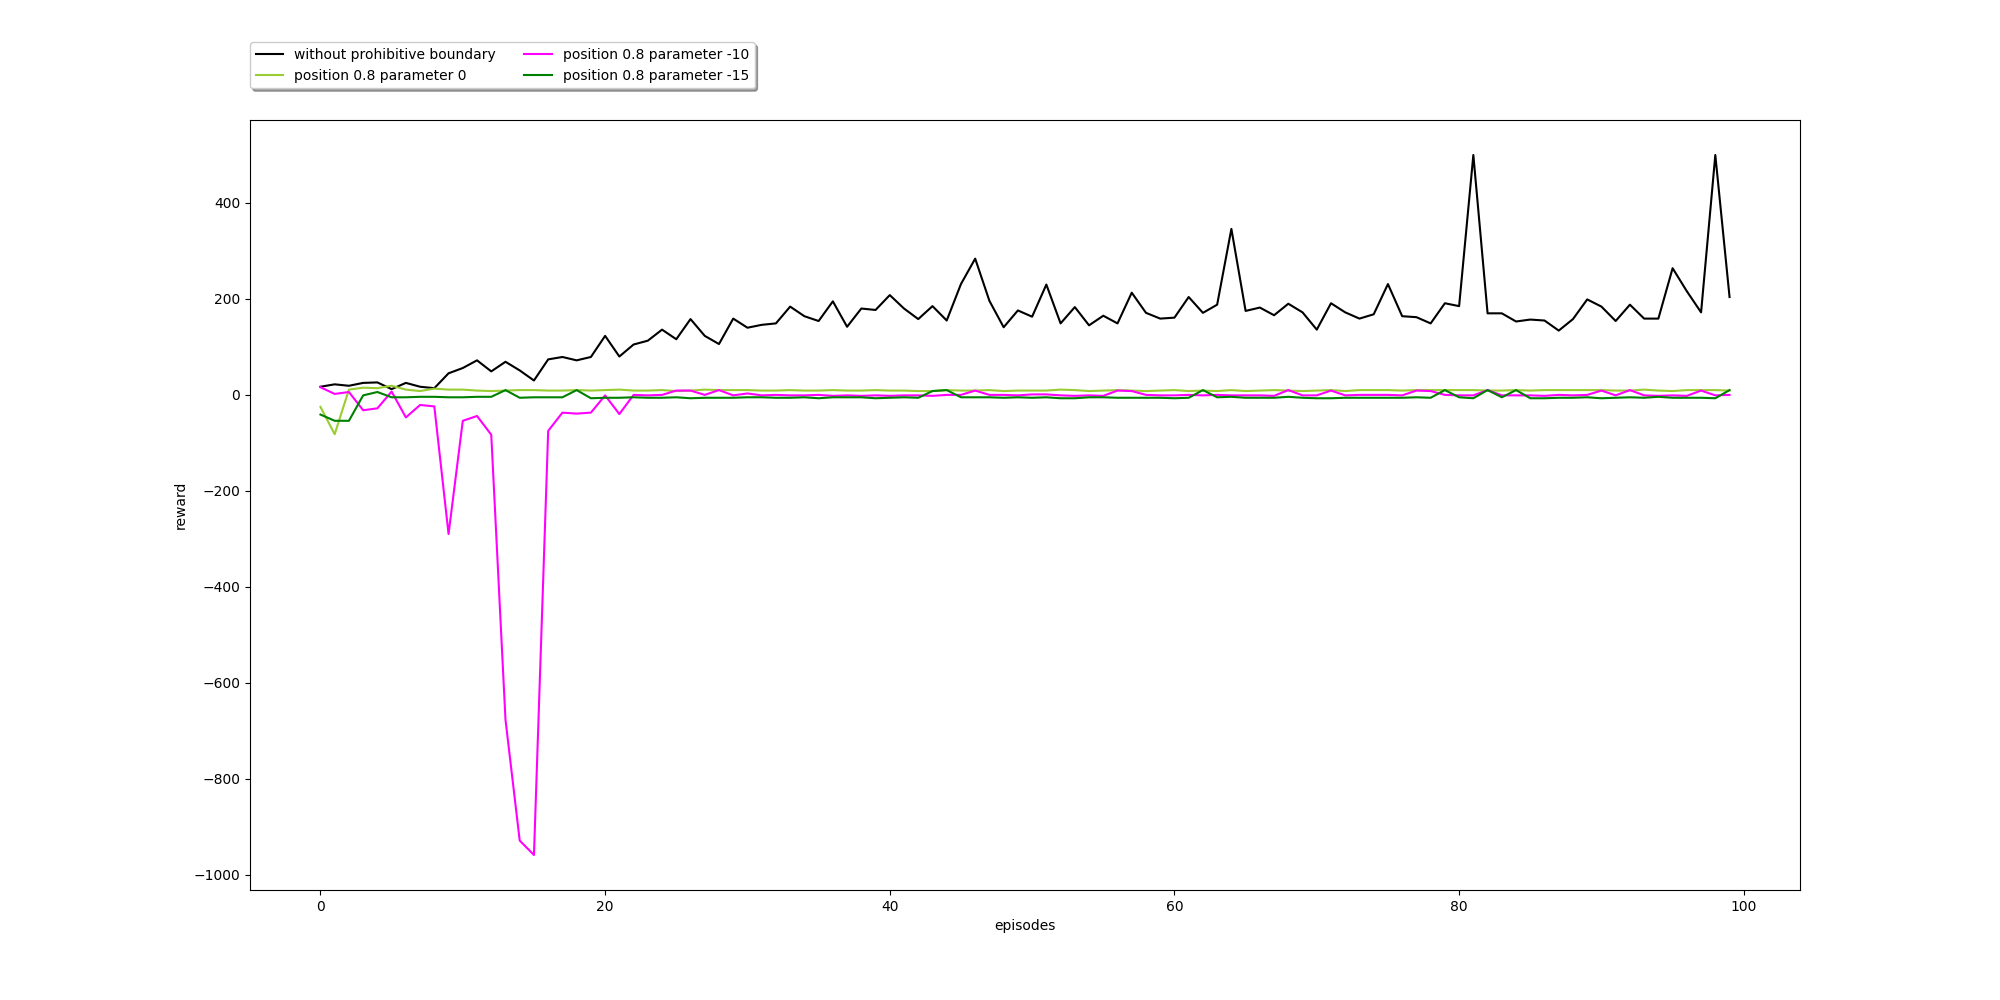 without prohibitive boundary
position 0.8 parameter 0
position 0.8 parameter -10
position 0.8 parameter -15
400
200
0
−200
−400
−600
−800
−1000
reward
0 20 40 60 80 100
episodes